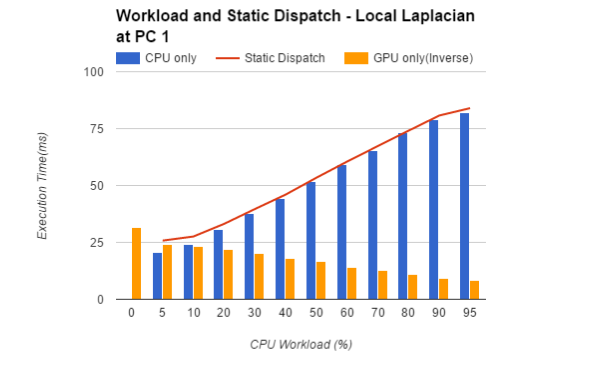 Workload and Static Dispatch - Local Laplacian
at PC 1
CPU only Static Dispatch GPU only(Inverse)
100
75
50
25
0
Execution Time(ms)
0 5 10 20 30 40 50 60 70 80 90 95
CPU Workload (%)